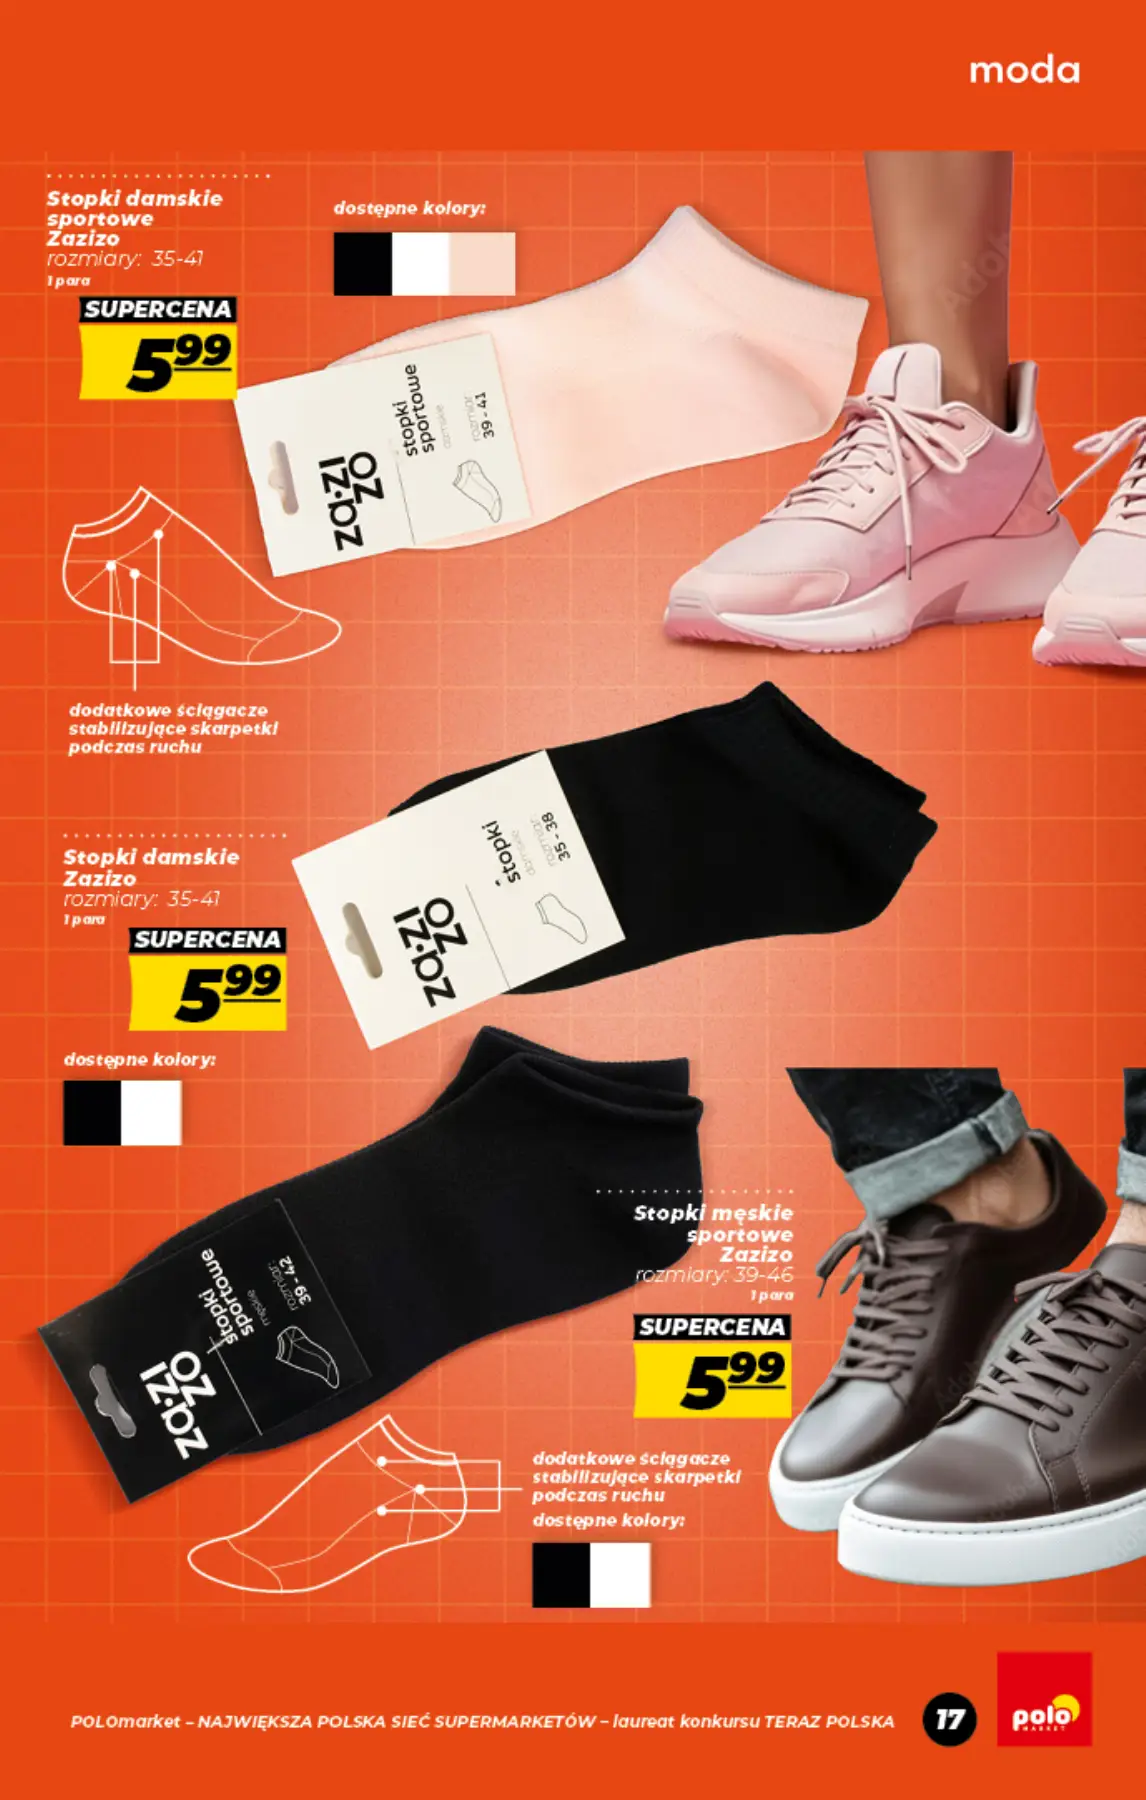 moda
Stopki damskie
sportowe
Zazizo
rozmiary: 35-41
1 para
SUPERCENA
5 99
dostępne kolory:
za·zi
zo
stopki
sportowe
damskie
rozmiar:
39 - 41
dodatkowe ściągacze
stabilizujące skarpetki
podczas ruchu
Stopki damskie
Zazizo
rozmiary: 35-41
1 para
SUPERCENA
5 99
dostępne kolory:
za·zi
zo
stopki
damskie
rozmiar:
35 - 38
za·zi
zo
stopki
sportowe
męskie
rozmiar:
39 - 42
Stopki męskie
sportowe
Zazizo
rozmiary: 39-46
1 para
SUPERCENA
5 99
dodatkowe ściągacze
stabilizujące skarpetki
podczas ruchu
dostępne kolory:
POLOmarket – NAJWIĘKSZA POLSKA SIEĆ SUPERMARKETÓW – laureat konkursu TERAZ POLSKA
17
polo
MARKET